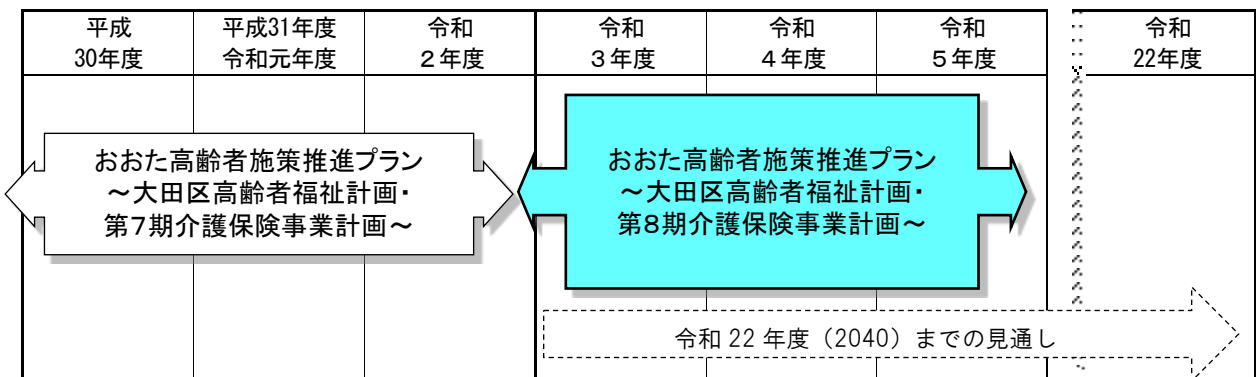 平成
30年度
平成31年度
令和元年度
令和
２年度
令和
３年度
令和
４年度
令和
５年度
令和
22年度
おおた高齢者施策推進プラン
～大田区高齢者福祉計画・
第７期介護保険事業計画～
おおた高齢者施策推進プラン
～大田区高齢者福祉計画・
第８期介護保険事業計画～
令和 22 年度（2040）までの見通し